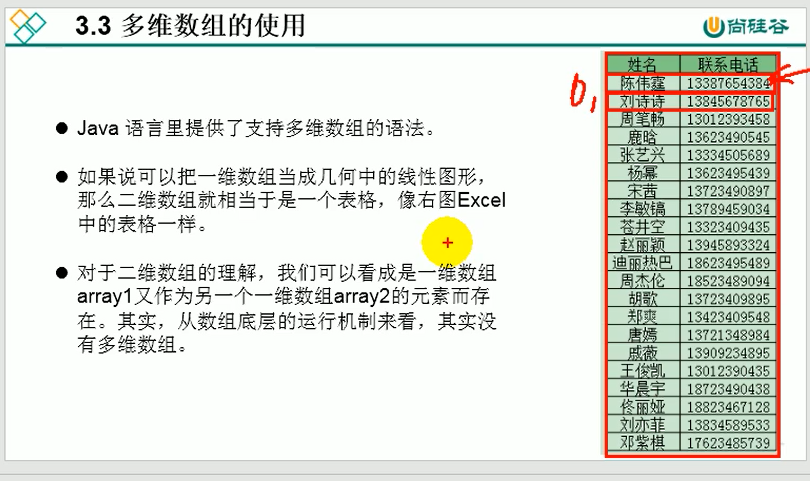 3.3 多维数组的使用
尚硅谷
Java 语言里提供了支持多维数组的语法。
如果说可以把一维数组当成几何中的线性图形，
那么二维数组就相当于是一个表格，像右图Excel
中的表格一样。
对于二维数组的理解，我们可以看成是一维数组
array1又作为另一个一维数组array2的元素而存
在。其实，从数组底层的运行机制来看，其实没
有多维数组。
0,
姓名 联系电话
陈伟霆 13387654384
刘诗诗 13845678765
周笔畅 13012393458
鹿晗 13623490545
张艺兴 13334505689
杨幂 13623495439
宋茜 13723490897
李敏镐 13789459034
苍井空 13323409435
赵丽颖 13945893324
迪丽热巴 18623495489
周杰伦 18523489094
胡歌 13723409895
郑爽 13423409548
唐嫣 13721348984
戚薇 13909234895
王俊凯 13012390435
华晨宇 18723490438
佟丽娅 18823467128
刘亦菲 13834589533
邓紫棋 17623485739